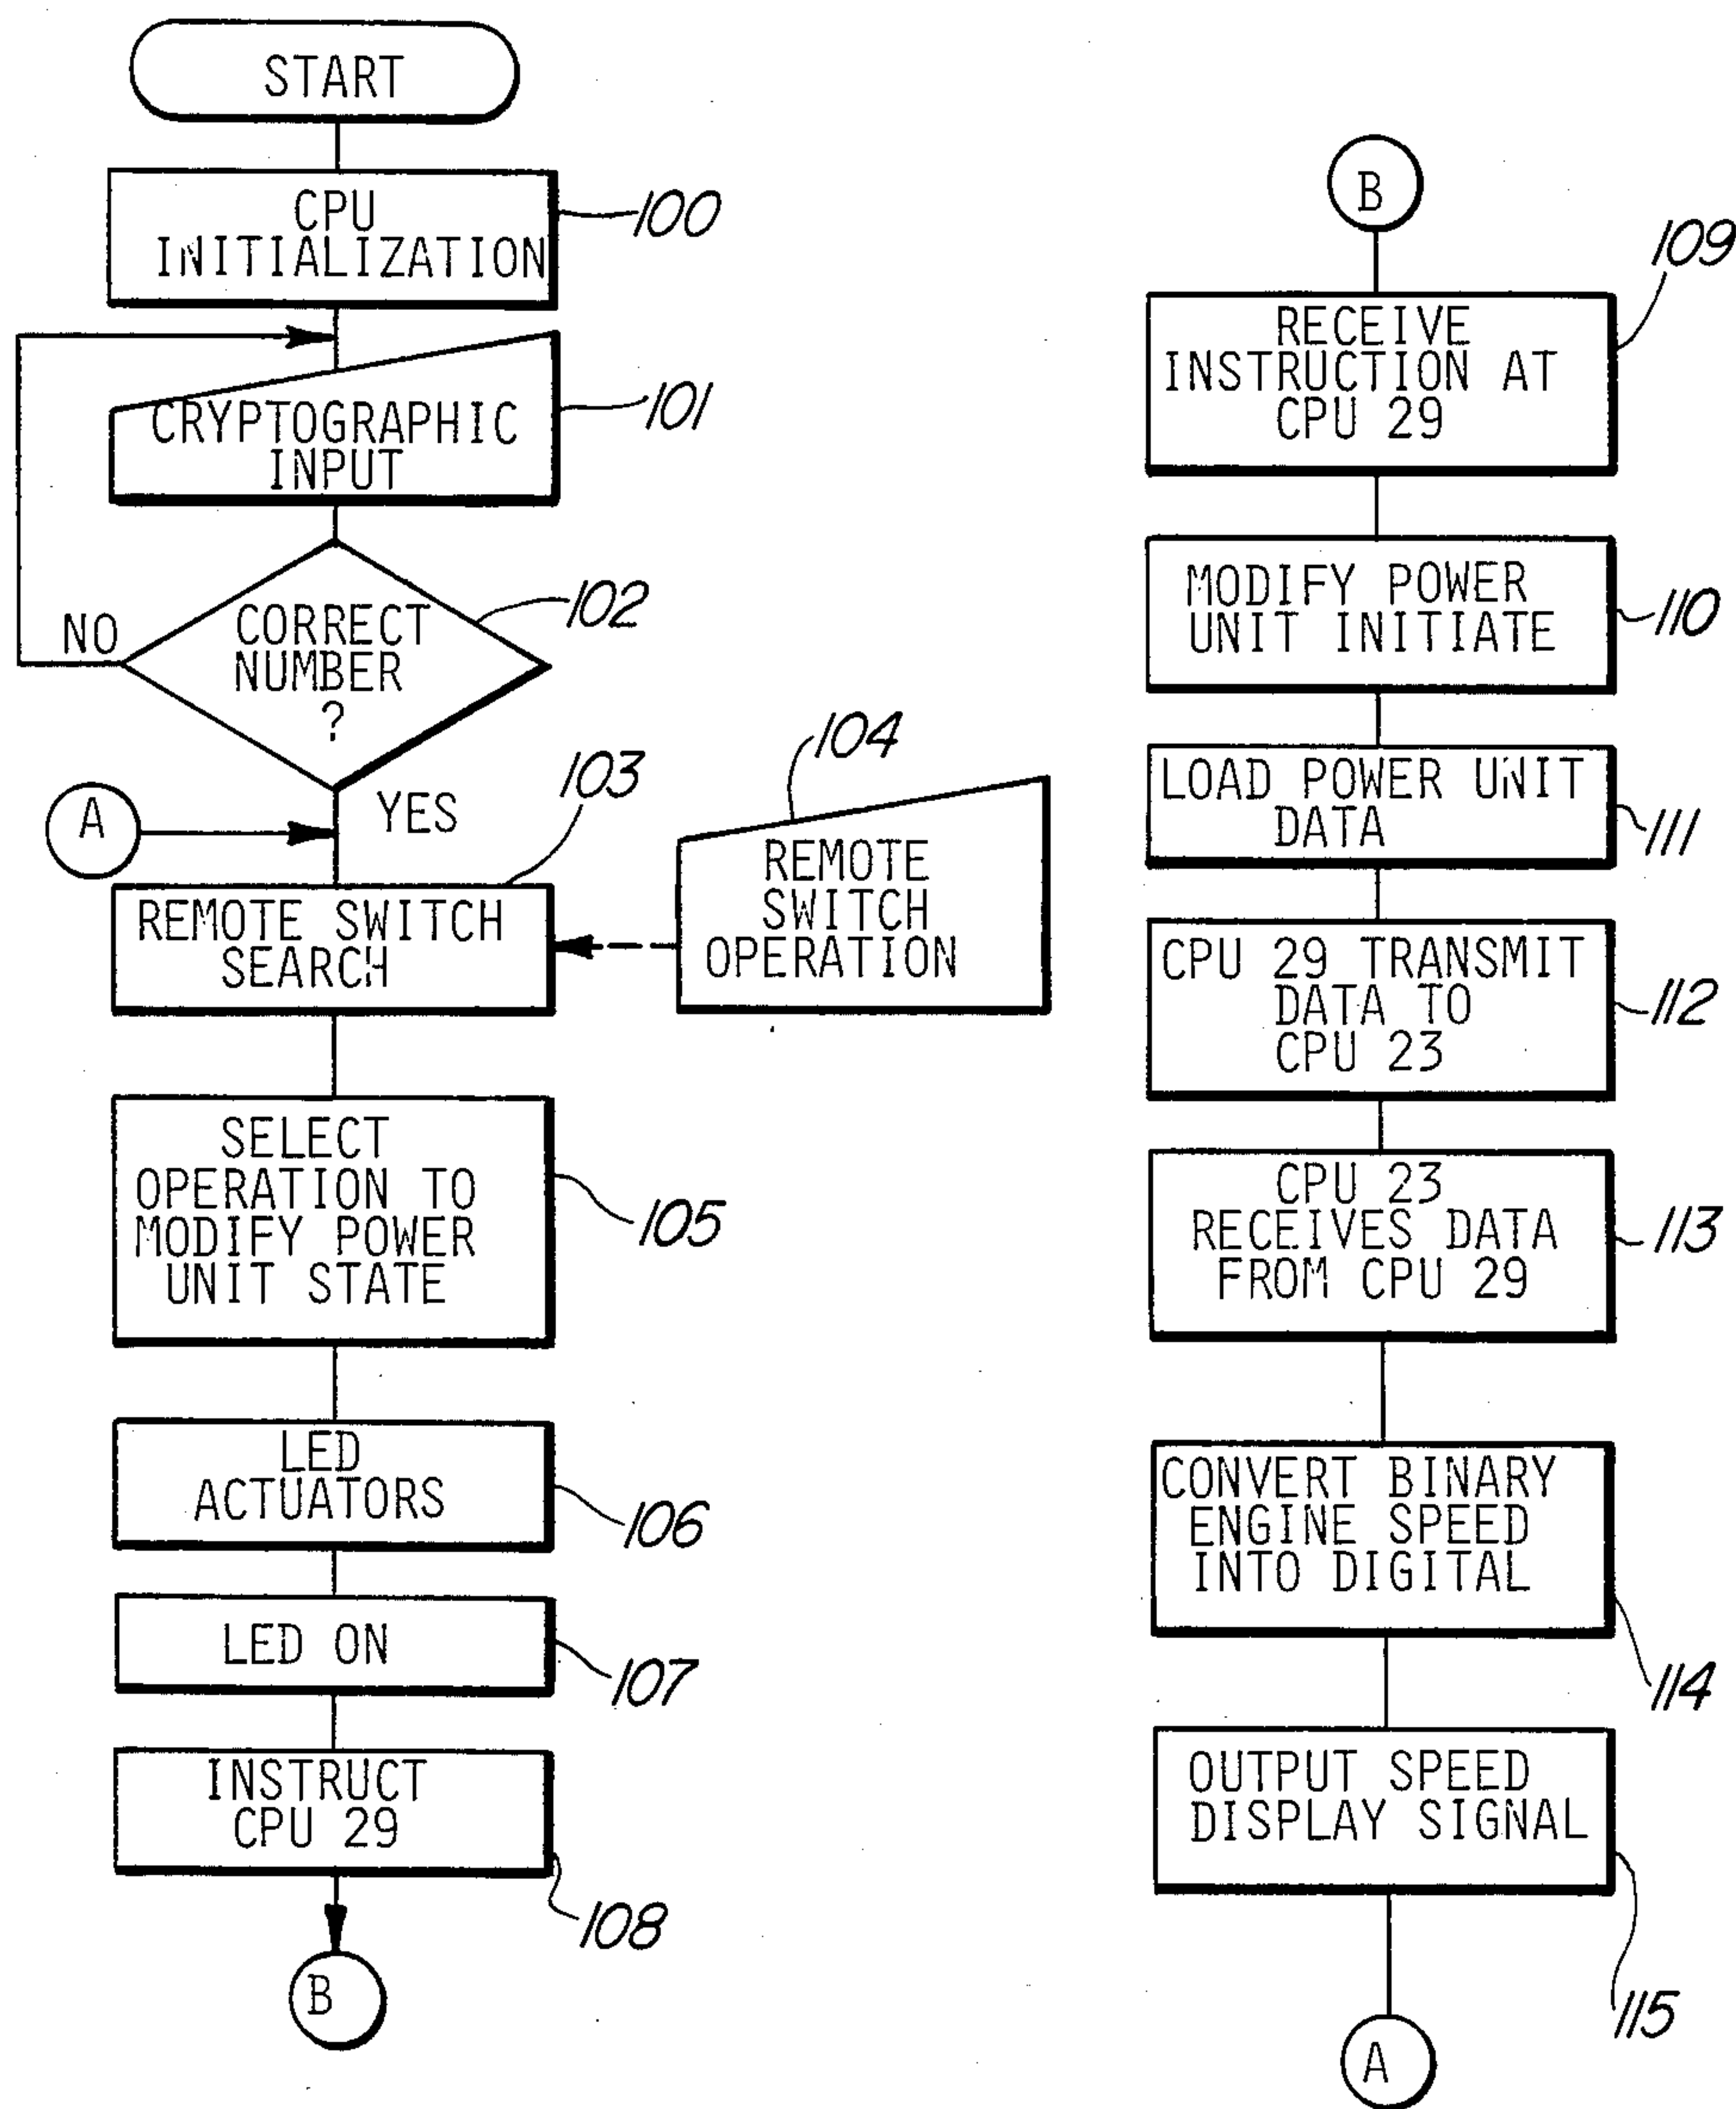 START
CPU
INITIALIZATION
100
CRYPTOGRAPHIC
INPUT
101
CORRECT
NUMBER
?
102
NO
YES
A
103
REMOTE SWITCH
SEARCH
104
REMOTE
SWITCH
OPERATION
SELECT
OPERATION TO
MODIFY POWER
UNIT STATE
105
LED
ACTUATORS
106
LED ON
107
INSTRUCT
CPU 29
108
B
B
109
RECEIVE
INSTRUCTION AT
CPU 29
MODIFY POWER
UNIT INITIATE
110
LOAD POWER UNIT
DATA
111
CPU 29 TRANSMIT
DATA TO
CPU 23
112
CPU 23
RECEIVES DATA
FROM CPU 29
113
CONVERT BINARY
ENGINE SPEED
INTO DIGITAL
114
OUTPUT SPEED
DISPLAY SIGNAL
115
A